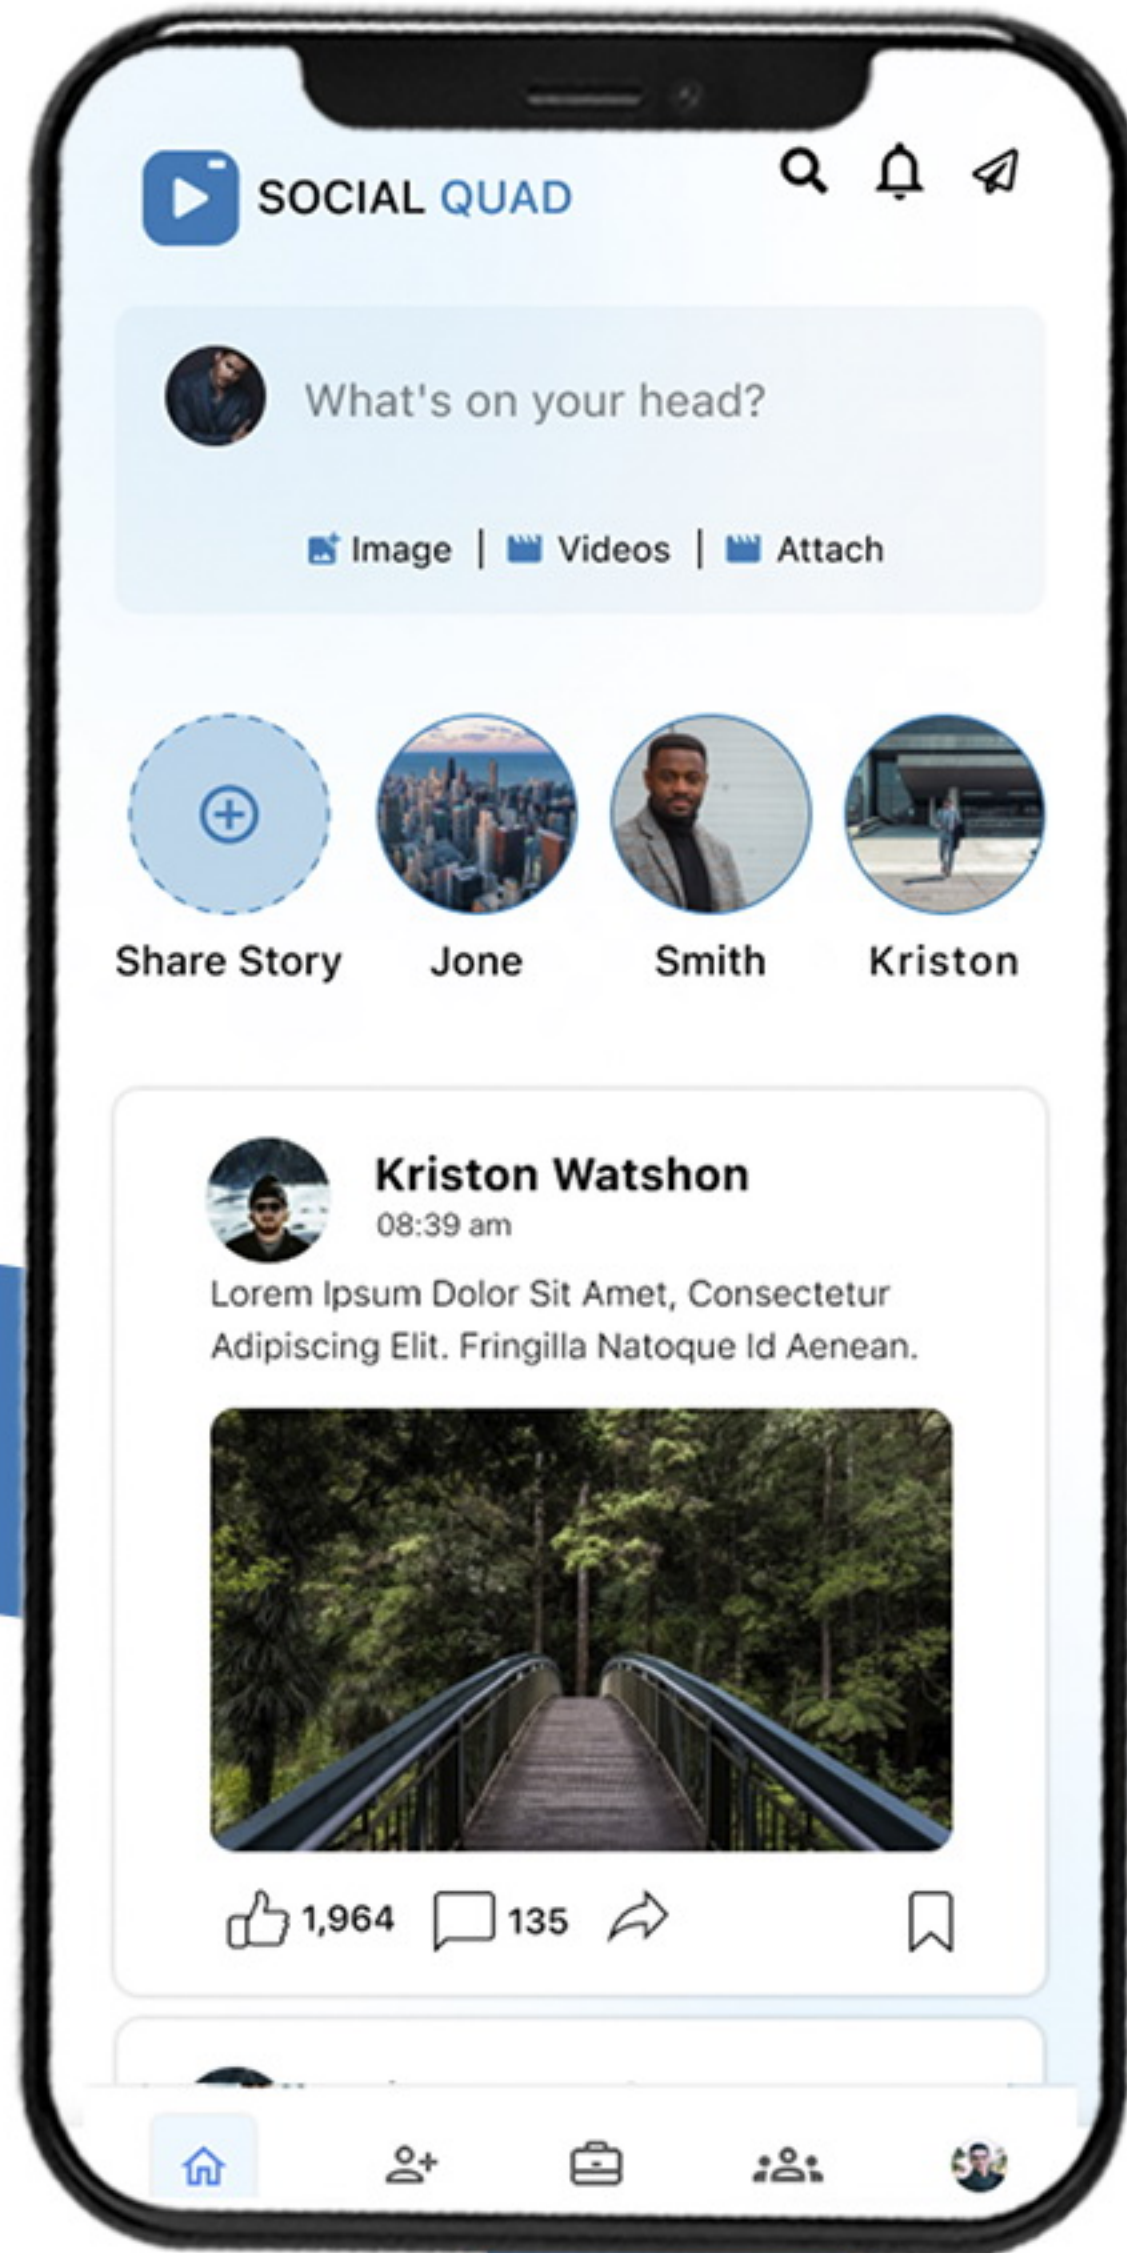 SOCIAL QUAD
What's on your head?
Image | Videos | Attach
Share Story
Jone
Smith
Kriston
Kriston Watshon
08:39 am
Lorem Ipsum Dolor Sit Amet, Consectetur
Adipiscing Elit. Fringilla Natoque Id Aenean.
1,964
135